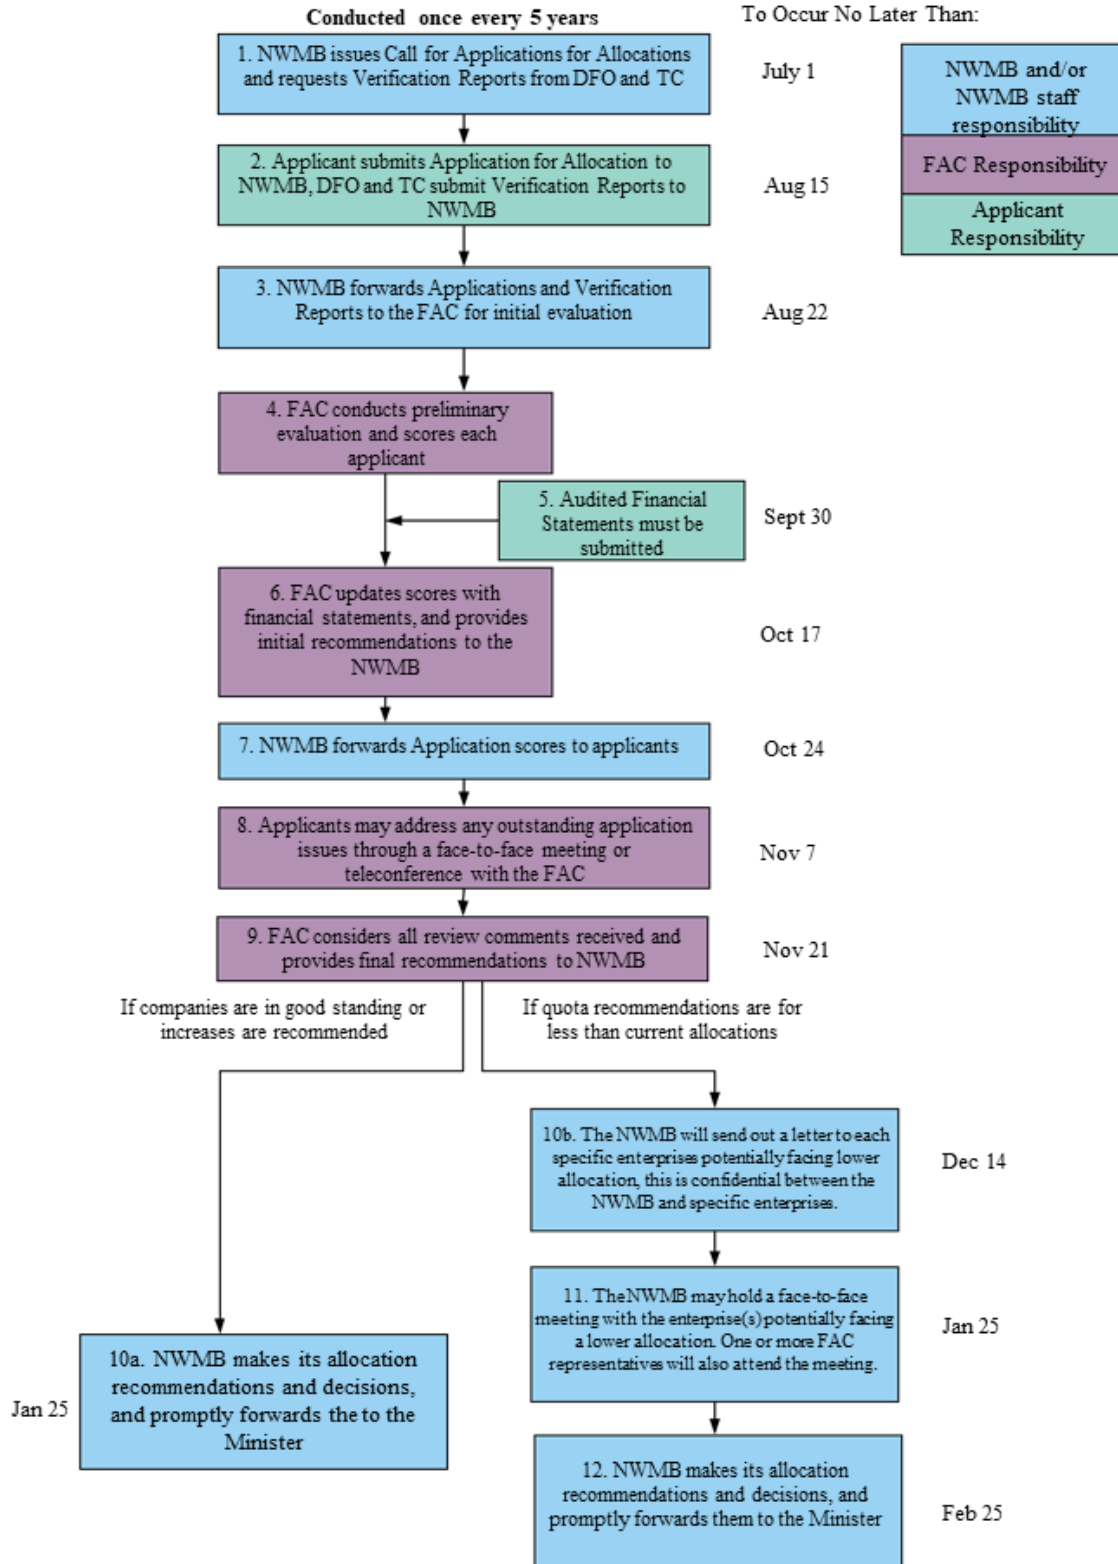 Conducted once every 5 years
To Occur No Later Than:
1. NWMB issues Call for Applications for Allocations
and requests Verification Reports from DFO and TC
July 1
NWMB and/or
NWMB staff
responsibility
FAC Responsibility
Applicant
Responsibility
2. Applicant submits Application for Allocation to
NWMB, DFO and TC submit Verification Reports to
NWMB
Aug 15
3. NWMB forwards Applications and Verification
Reports to the FAC for initial evaluation
Aug 22
4. FAC conducts preliminary
evaluation and scores each
applicant
5. Audited Financial
Statements must be
submitted
Sept 30
6. FAC updates scores with
financial statements, and provides
initial recommendations to the
NWMB
Oct 17
7. NWMB forwards Application scores to applicants
Oct 24
8. Applicants may address any outstanding application
issues through a face-to-face meeting or
teleconference with the FAC
Nov 7
9. FAC considers all review comments received and
provides final recommendations to NWMB
Nov 21
If companies are in good standing or
increases are recommended
If quota recommendations are for
less than current allocations
10b. The NWMB will send out a letter to each
specific enterprises potentially facing lower
allocation, this is confidential between the
NWMB and specific enterprises.
Dec 14
11. The NWMB may hold a face-to-face
meeting with the enterprise(s) potentially facing
a lower allocation. One or more FAC
representatives will also attend the meeting.
Jan 25
10a. NWMB makes its allocation
recommendations and decisions,
and promptly forwards the to the
Minister
Jan 25
12. NWMB makes its allocation
recommendations and decisions, and
promptly forwards them to the Minister
Feb 25